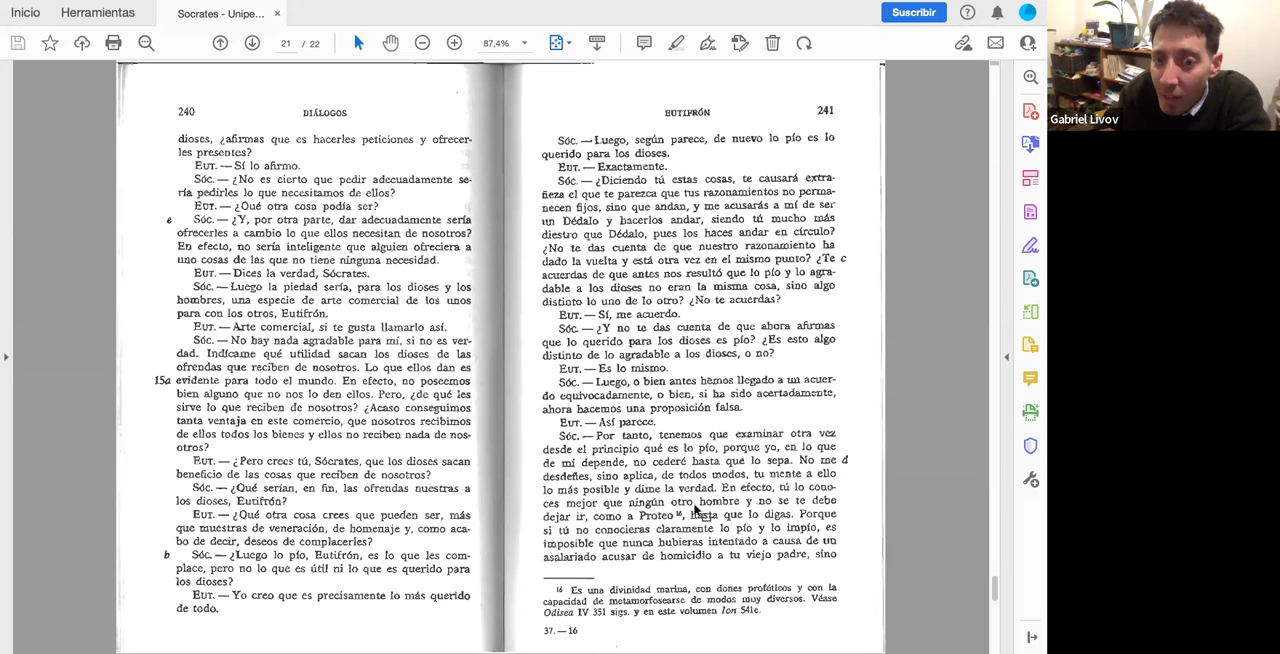 Inicio
Herramientas
Socrates - Unipe... ×
Suscribir
21 / 22
87,4%
Gabriel Livov
240
DIÁLOGOS
dioses, ¿afirmas que es hacerles peticiones y ofrecer-
les presentes?
EUT. — Sí lo afirmo.
SÓC. — ¿No es cierto que pedir adecuadamente se-
ría pedirles lo que necesitamos de ellos?
EUT. — ¿Qué otra cosa podía ser?
e SÓC. — ¿Y, por otra parte, dar adecuadamente sería
ofrecerles a cambio lo que ellos necesitan de nosotros?
En efecto, no sería inteligente que alguien ofreciera a
uno cosas de las que no tiene ninguna necesidad.
EUT. — Dices la verdad, Sócrates.
SÓC. — Luego la piedad sería, para los dioses y los
hombres, una especie de arte comercial de los unos
para con los otros, Eutifrón.
EUT. — Arte comercial, si te gusta llamarlo así.
SÓC. — No hay nada agradable para mí, si no es ver-
dad. Indícame qué utilidad sacan los dioses de las
ofrendas que reciben de nosotros. Lo que ellos dan es
15a evidente para todo el mundo. En efecto, no poseemos
bien alguno que no nos lo den ellos. Pero, ¿de qué les
sirve lo que reciben de nosotros? ¿Acaso conseguimos
tanta ventaja en este comercio, que nosotros recibimos
de ellos todos los bienes y ellos no reciben nada de nos-
otros?
EUT. — ¿Pero crees tú, Sócrates, que los dioses sacan
beneficio de las cosas que reciben de nosotros?
SÓC. — ¿Qué serían, en fin, las ofrendas nuestras a
los dioses, Eutifrón?
EUT. — ¿Qué otra cosa crees que pueden ser, más
que muestras de veneración, de homenaje y, como aca-
bo de decir, deseos de complacerles?
b SÓC. — ¿Luego lo pío, Eutifrón, es lo que les com-
place, pero no lo que es útil ni lo que es querido para
los dioses?
EUT. — Yo creo que es precisamente lo más querido
de todo.
EUTIFRÓN
241
SÓC. — Luego, según parece, de nuevo lo pío es lo
querido para los dioses.
EUT. — Exactamente.
SÓC. — ¿Diciendo tú estas cosas, te causará extra-
ñeza el que te parezca que tus razonamientos no perma-
necen fijos, sino que andan, y me acusarás a mí de ser
un Dédalo y hacerlos andar, siendo tú mucho más
diestro que Dédalo, pues los haces andar en círculo?
¿No te das cuenta de que nuestro razonamiento ha
dado la vuelta y está otra vez en el mismo punto? ¿Te c
acuerdas de que antes nos resultó que lo pío y lo agra-
dable a los dioses no eran la misma cosa, sino algo
distinto lo uno de lo otro? ¿No te acuerdas?
EUT. — Sí, me acuerdo.
SÓC. — ¿Y no te das cuenta de que ahora afirmas
que lo querido para los dioses es pío? ¿Es esto algo
distinto de lo agradable a los dioses, o no?
EUT. — Es lo mismo.
SÓC. — Luego, o bien antes hemos llegado a un acuer-
do equivocadamente, o bien, si ha sido acertadamente,
ahora hacemos una proposición falsa.
EUT. — Así parece.
SÓC. — Por tanto, tenemos que examinar otra vez
desde el principio qué es lo pío, porque yo, en lo que
de mí depende, no cederé hasta que lo sepa. No me d
desdeñes, sino aplica, de todos modos, tu mente a ello
lo más posible y dime la verdad. En efecto, tú lo cono-
ces mejor que ningún otro hombre y no se te debe
dejar ir, como a Proteo ¹⁶, hasta que lo digas. Porque
si tú no conocieras claramente lo pío y lo impío, es
imposible que nunca hubieras intentado a causa de un
asalariado acusar de homicidio a tu viejo padre, sino
¹⁶ Es una divinidad marina, con dones proféticos y con la
capacidad de metamorfosearse de modos muy diversos. Véase
Odisea IV 351 sigs. y en este volumen Ion 541e.
37. — 16